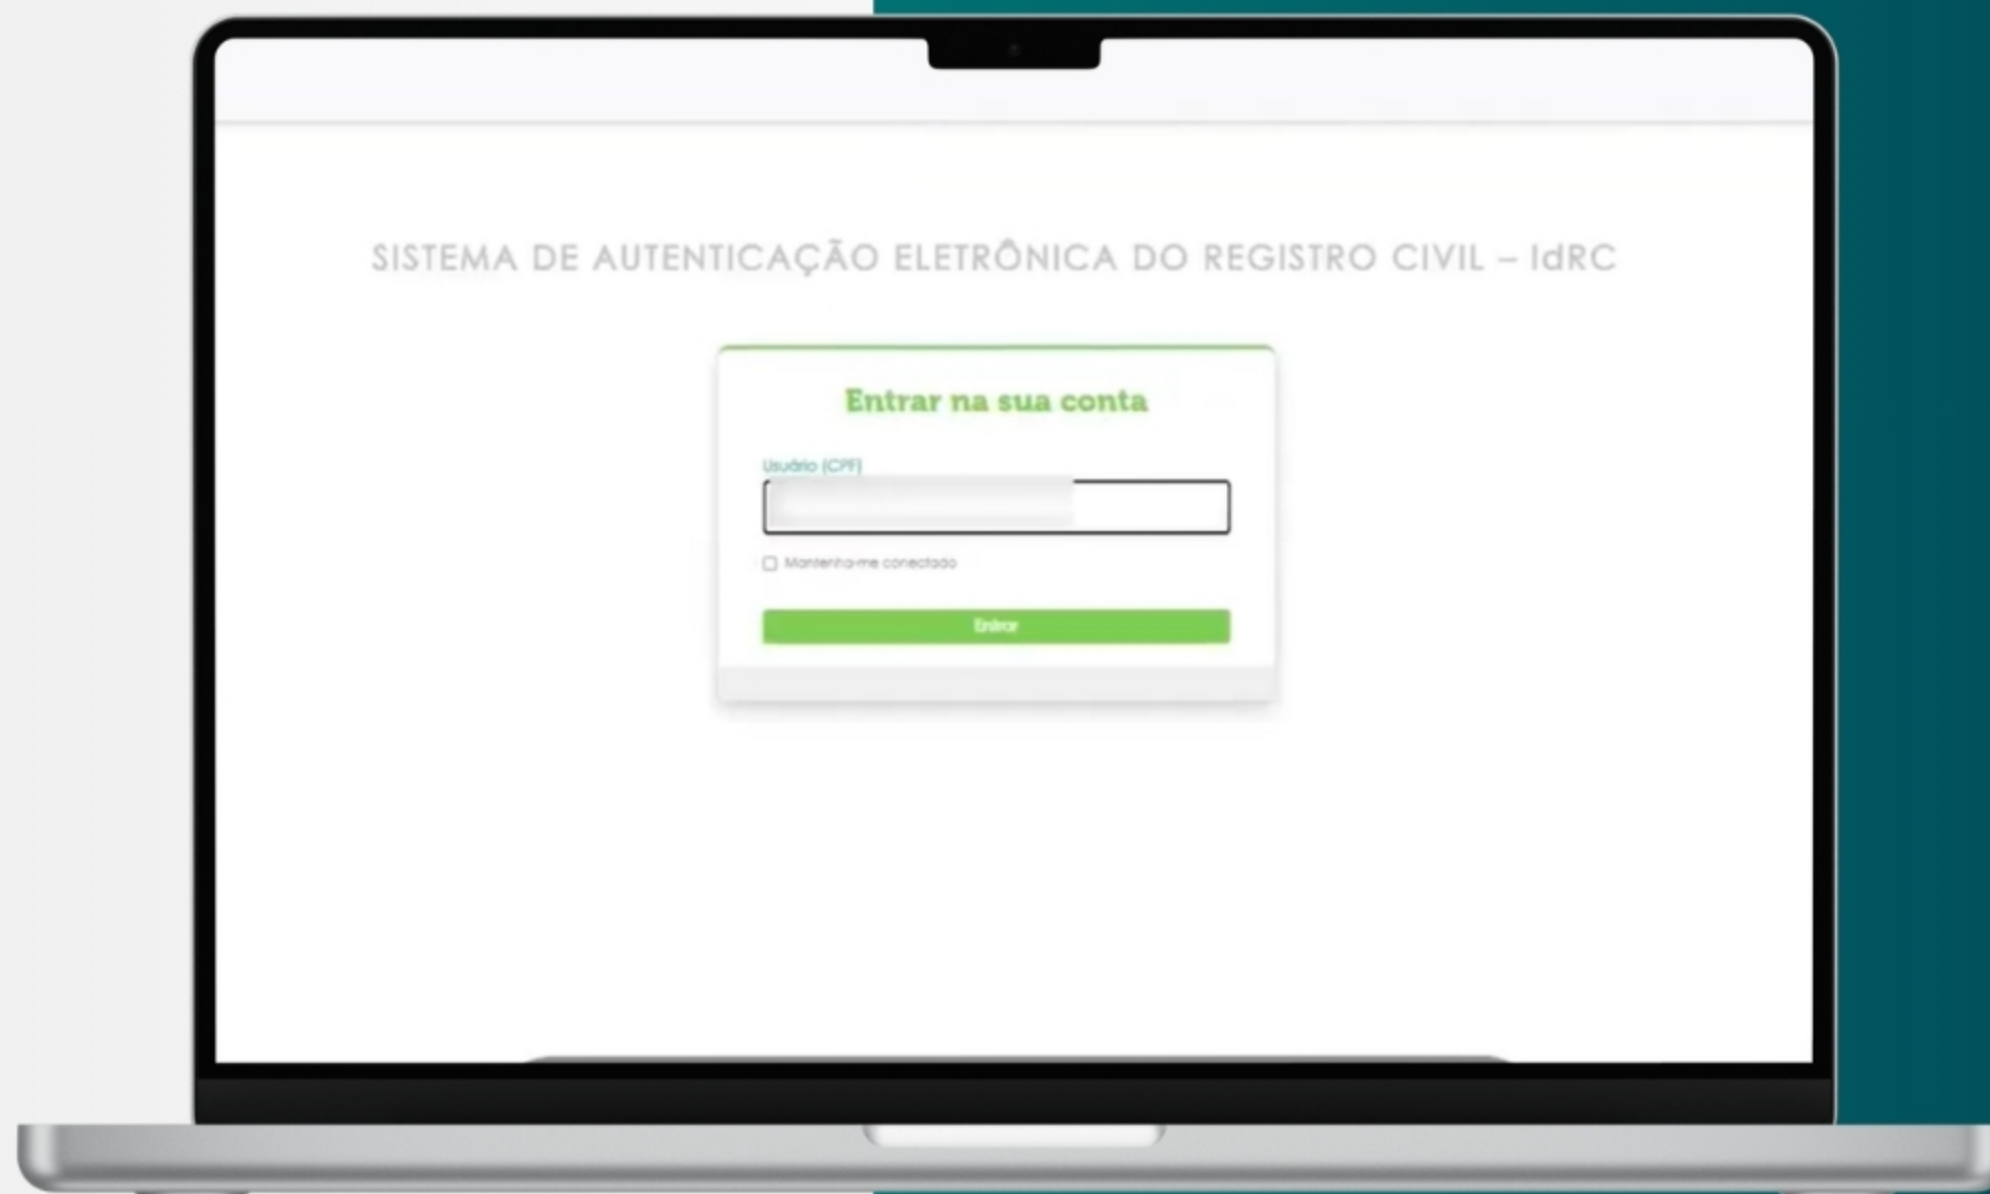 SISTEMA DE AUTENTICAÇÃO ELETRÔNICA DO REGISTRO CIVIL – IdRC
Entrar na sua conta
Usuário (CPF)
Mantenha-me conectado
Entrar